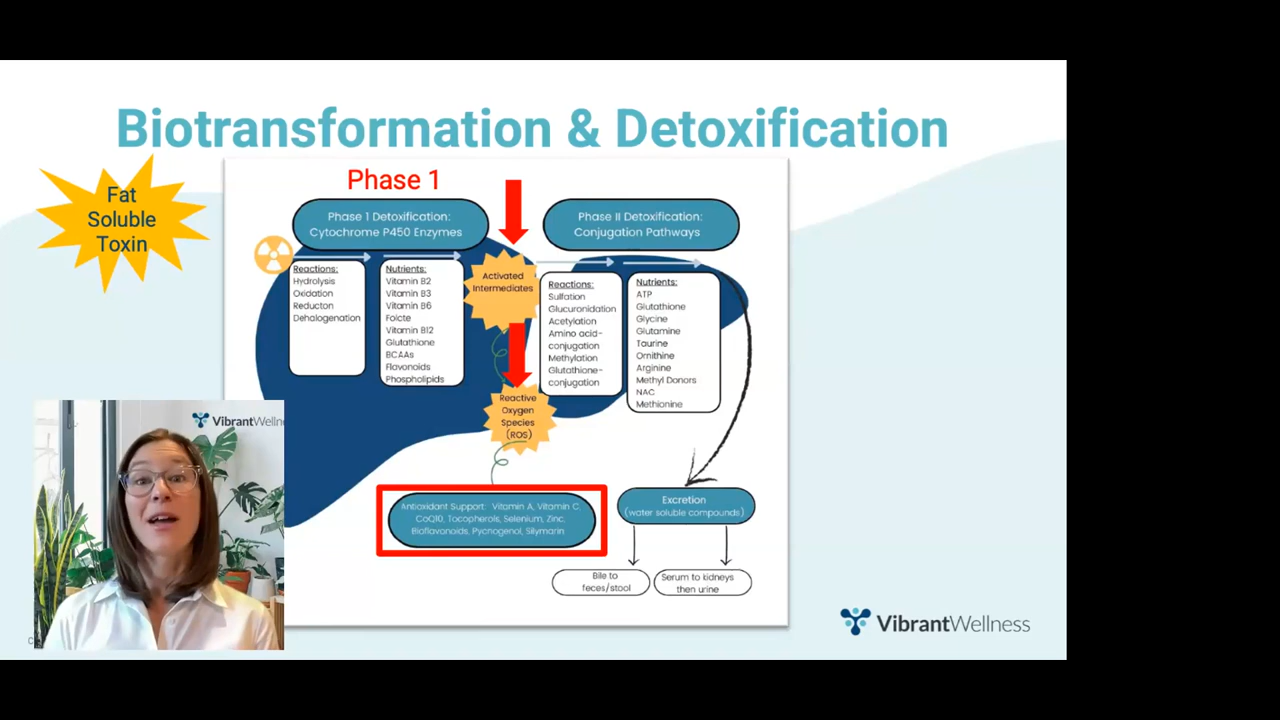 Biotransformation & Detoxification
Fat
Soluble
Toxin
Phase 1
Phase 1 Detoxification:
Cytochrome P450 Enzymes
Phase II Detoxification:
Conjugation Pathways
Reactions:
Hydrolysis
Oxidation
Reducton
Dehalogenation
Nutrients:
Vitamin B2
Vitamin B3
Vitamin B6
Folcte
Vitamin B12
Glutathione
BCAAs
Flavonoids
Phospholipids
Activated
Intermediates
Reactions:
Sulfation
Glucuronidation
Acetylation
Amino acid-
conjugation
Methylation
Glutathione-
conjugation
Nutrients:
ATP
Glutathione
Glycine
Glutamine
Taurine
Ornithine
Arginine
Methyl Donors
NAC
Methionine
Reactive
Oxygen
Species
(ROS)
Antioxidant Support: Vitamin A, Vitamin C,
CoQ10, Tocopherols, Selenium, Zinc,
Bioflavonoids, Pycnogenol, Silymarin
Excretion
(water soluble compounds)
Bile to
feces/stool
Serum to kidneys
then urine
VibrantWelln
VibrantWellness